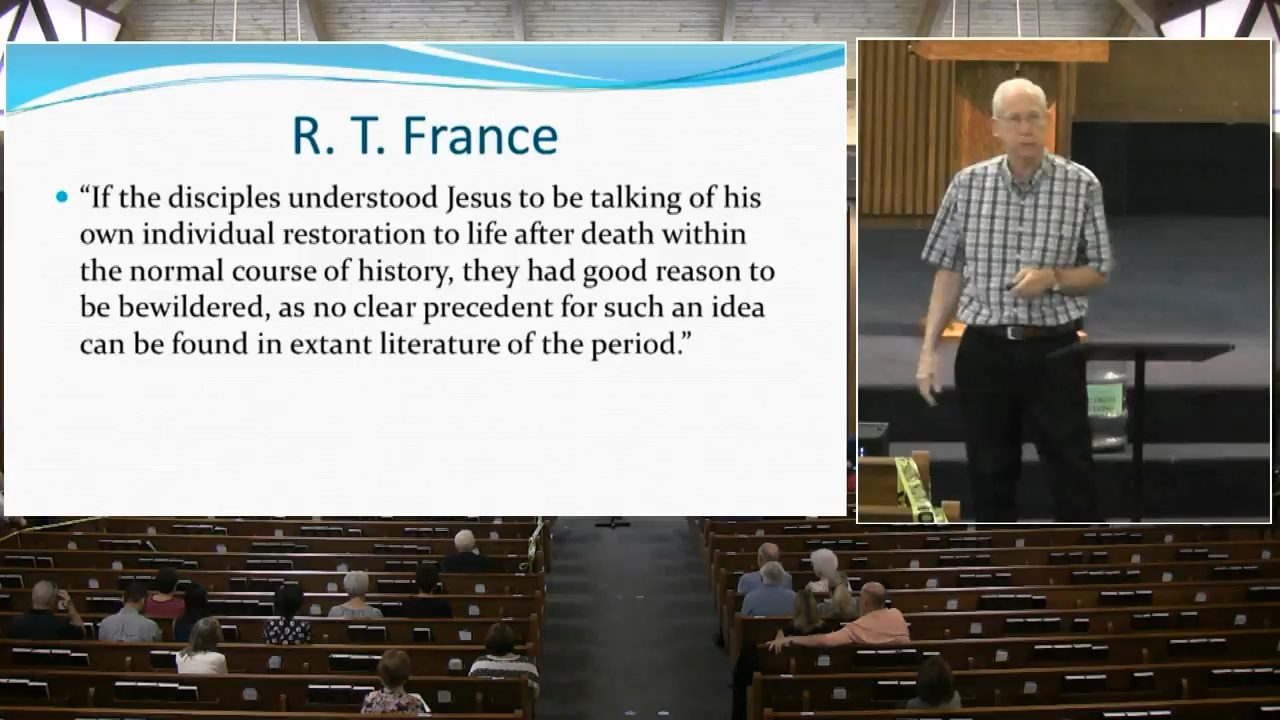 R. T. France
“If the disciples understood Jesus to be talking of his
own individual restoration to life after death within
the normal course of history, they had good reason to
be bewildered, as no clear precedent for such an idea
can be found in extant literature of the period.”